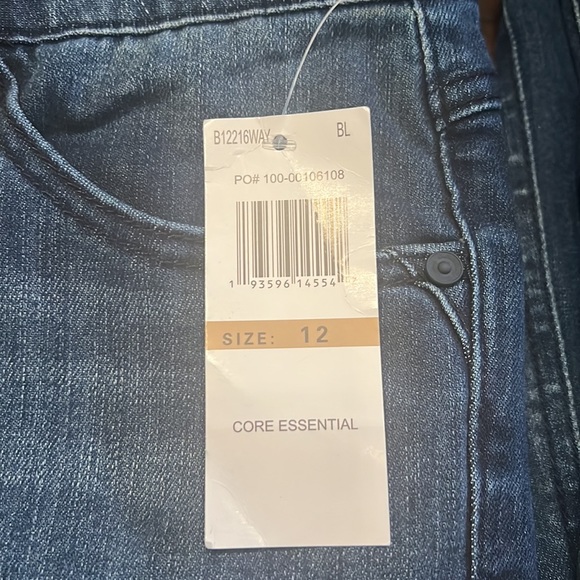 B12216WAY BL
PO# 100-00106108
1 93596 14554
SIZE: 12
CORE ESSENTIAL